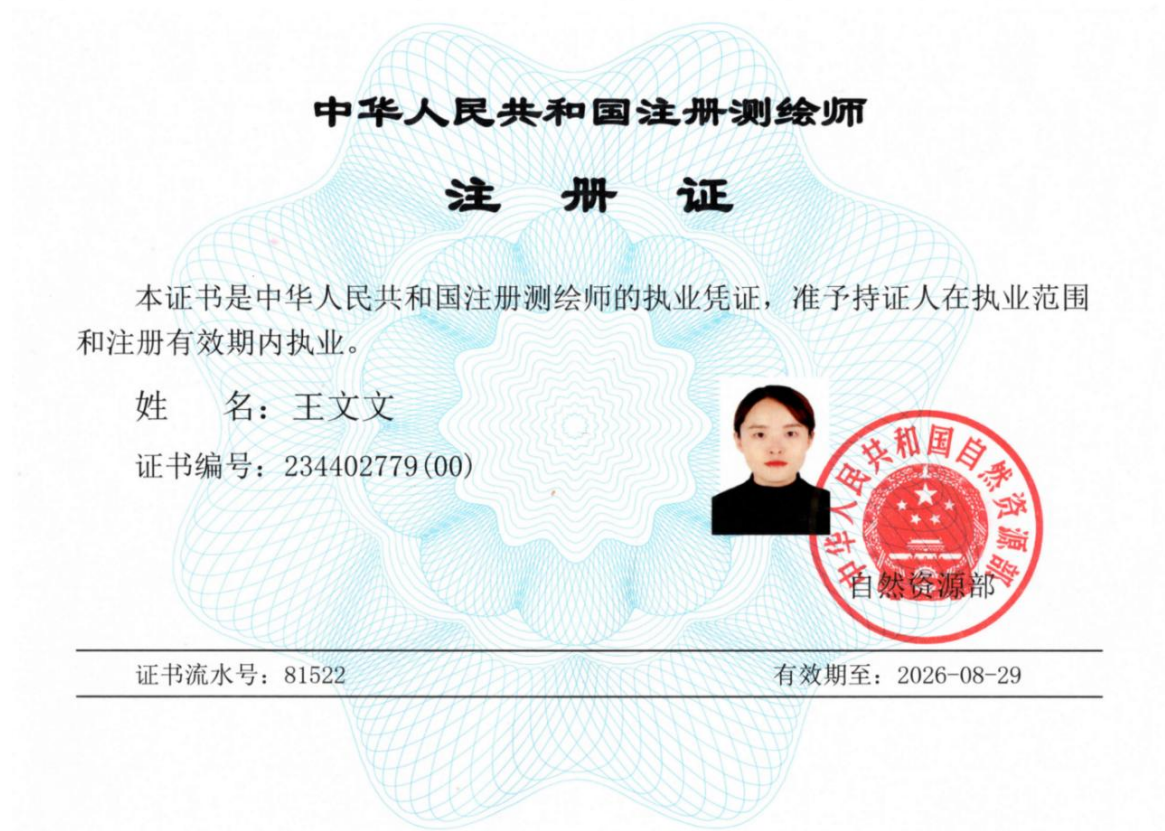 中华人民共和国注册测绘师
注 册 证
本证书是中华人民共和国注册测绘师的执业凭证，准予持证人在执业范围
和注册有效期内执业。
姓 名：王文文
证书编号：234402779(00)
中华人民共和国自然资源部
自然资源部
证书流水号：81522
有效期至：2026-08-29